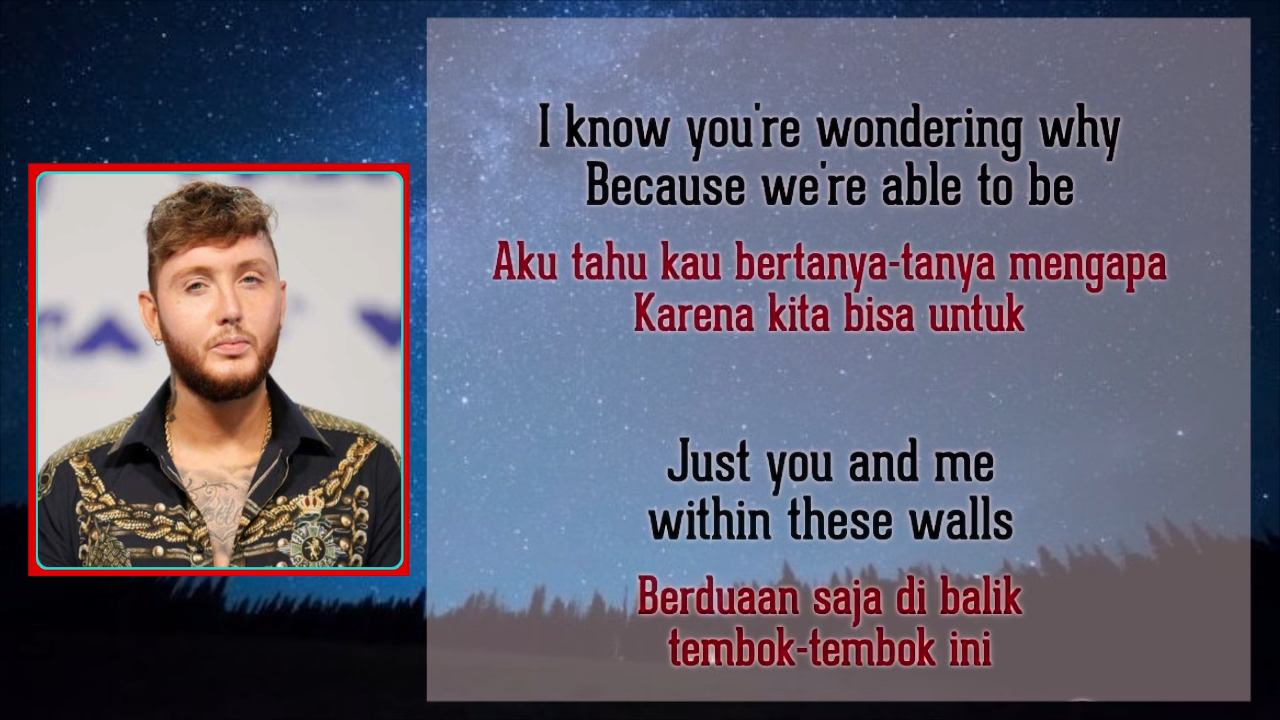 I know you're wondering why
Because we're able to be
Aku tahu kau bertanya-tanya mengapa
Karena kita bisa untuk
Just you and me
within these walls
Berduaan saja di balik
tembok-tembok ini